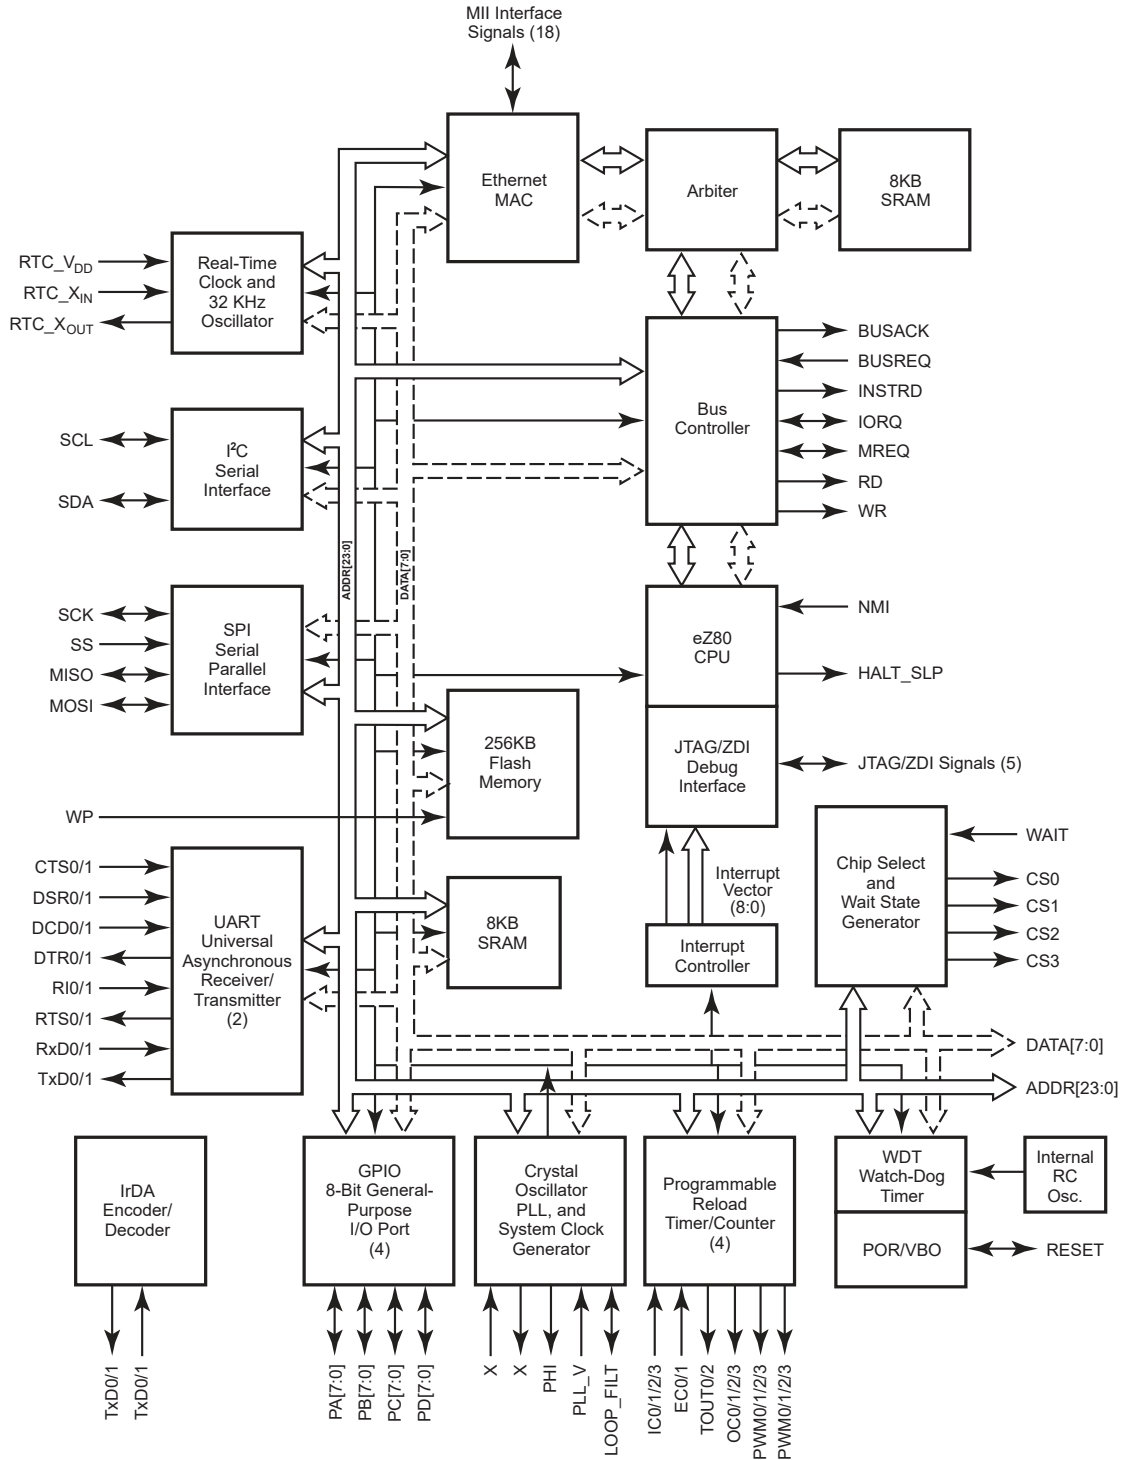 MII Interface
Signals (18)
Ethernet
MAC
Arbiter
8KB
SRAM
RTC_VDD
RTC_XIN
RTC_XOUT
Real-Time
Clock and
32 KHz
Oscillator
Bus
Controller
BUSACK
BUSREQ
INSTRD
IORQ
MREQ
RD
WR
SCL
SDA
I²C
Serial
Interface
ADDR[23:0]
DATA[7:0]
SCK
SS
MISO
MOSI
SPI
Serial
Parallel
Interface
eZ80
CPU
NMI
HALT_SLP
256KB
Flash
Memory
JTAG/ZDI
Debug
Interface
JTAG/ZDI Signals (5)
WP
CTS0/1
DSR0/1
DCD0/1
DTR0/1
RI0/1
RTS0/1
RxD0/1
TxD0/1
UART
Universal
Asynchronous
Receiver/
Transmitter
(2)
8KB
SRAM
Interrupt
Vector
(8:0)
Interrupt
Controller
Chip Select
and
Wait State
Generator
WAIT
CS0
CS1
CS2
CS3
DATA[7:0]
ADDR[23:0]
IrDA
Encoder/
Decoder
GPIO
8-Bit General-
Purpose
I/O Port
(4)
Crystal
Oscillator
PLL, and
System Clock
Generator
Programmable
Reload
Timer/Counter
(4)
WDT
Watch-Dog
Timer
POR/VBO
Internal
RC
Osc.
RESET
TxD0/1
TxD0/1
PA[7:0]
PB[7:0]
PC[7:0]
PD[7:0]
X
X
PHI
PLL_V
LOOP_FILT
IC0/1/2/3
EC0/1
TOUT0/2
OC0/1/2/3
PWM0/1/2/3
PWM0/1/2/3